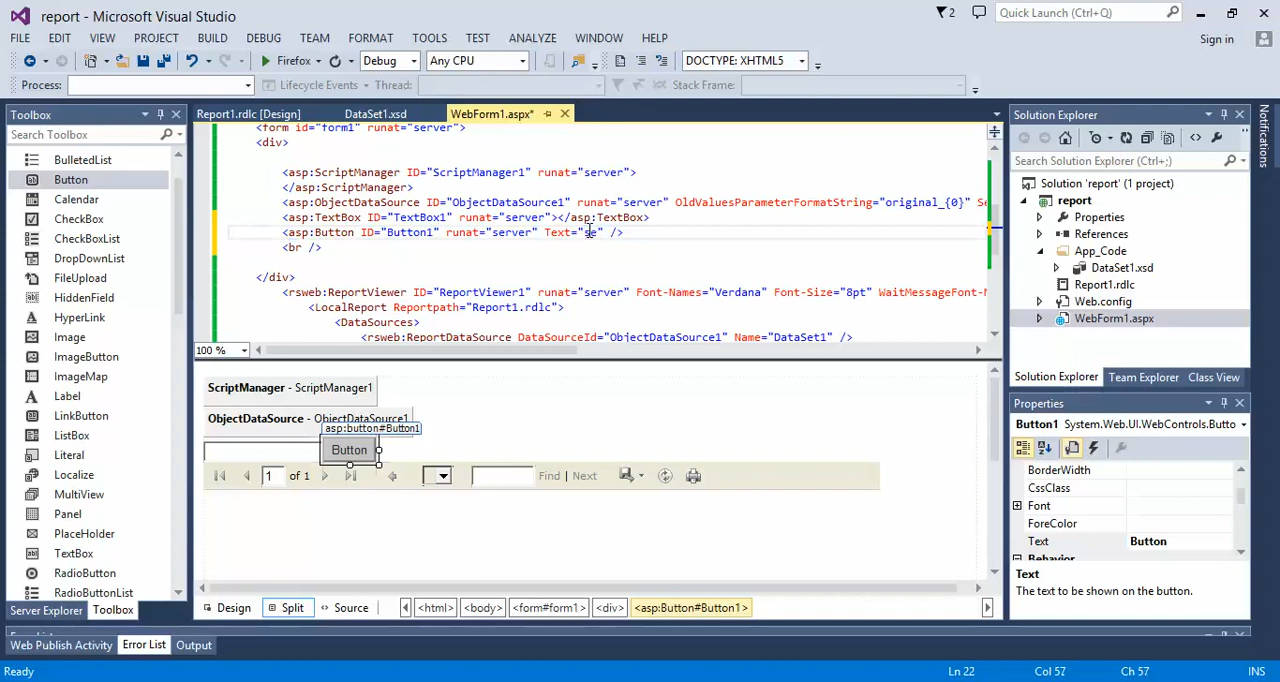 report - Microsoft Visual Studio
2
Quick Launch (Ctrl+Q)
FILE EDIT VIEW PROJECT BUILD DEBUG TEAM FORMAT TOOLS TEST ANALYZE WINDOW HELP
Sign in
Firefox Debug Any CPU DOCTYPE: XHTML5
Process: Lifecycle Events Thread: Stack Frame:
Toolbox
Search Toolbox
BulletedList
Button
Calendar
CheckBox
CheckBoxList
DropDownList
FileUpload
HiddenField
HyperLink
Image
ImageButton
ImageMap
Label
LinkButton
ListBox
Literal
Localize
MultiView
Panel
PlaceHolder
TextBox
RadioButton
RadioButtonList
Server Explorer Toolbox
Report1.rdlc [Design] DataSet1.xsd WebForm1.aspx*
<form id="form1" runat="server">
<div>
<asp:ScriptManager ID="ScriptManager1" runat="server">
</asp:ScriptManager>
<asp:ObjectDataSource ID="ObjectDataSource1" runat="server" OldValuesParameterFormatString="original_{0}" Se
<asp:TextBox ID="TextBox1" runat="server"></asp:TextBox>
<asp:Button ID="Button1" runat="server" Text="se" />
<br />
</div>
<rsweb:ReportViewer ID="ReportViewer1" runat="server" Font-Names="Verdana" Font-Size="8pt" WaitMessageFont-N
<LocalReport Reportpath="Report1.rdlc">
<DataSources>
<rsweb:ReportDataSource DataSourceId="ObjectDataSource1" Name="DataSet1" />
100 %
ScriptManager - ScriptManager1
ObjectDataSource - ObjectDataSource1
asp:button#Button1
Button
1 of 1 Find | Next
Design Split Source <html> <body> <form#form1> <div> <asp:Button#Button1>
Solution Explorer
Search Solution Explorer (Ctrl+;)
Solution 'report' (1 project)
report
Properties
References
App_Code
DataSet1.xsd
Report1.rdlc
Web.config
WebForm1.aspx
Solution Explorer Team Explorer Class View
Properties
Button1 System.Web.UI.WebControls.Butto
BorderWidth
CssClass
Font
ForeColor
Text Button
Behavior
Text
The text to be shown on the button.
Notifications
Web Publish Activity Error List Output
Ready Ln 22 Col 57 Ch 57 INS